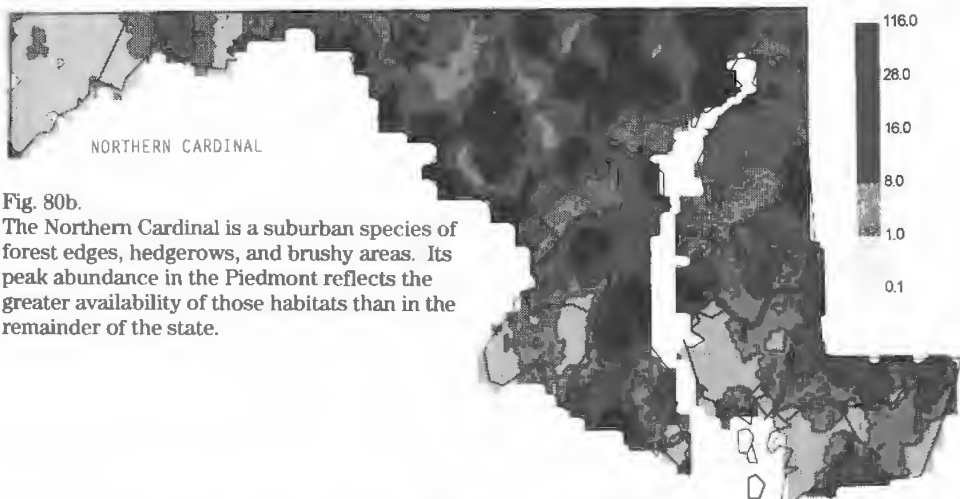 116.0
28.0
16.0
8.0
1.0
0.1
NORTHERN CARDINAL
Fig. 80b.
The Northern Cardinal is a suburban species of
forest edges, hedgerows, and brushy areas. Its
peak abundance in the Piedmont reflects the
greater availability of those habitats than in the
remainder of the state.